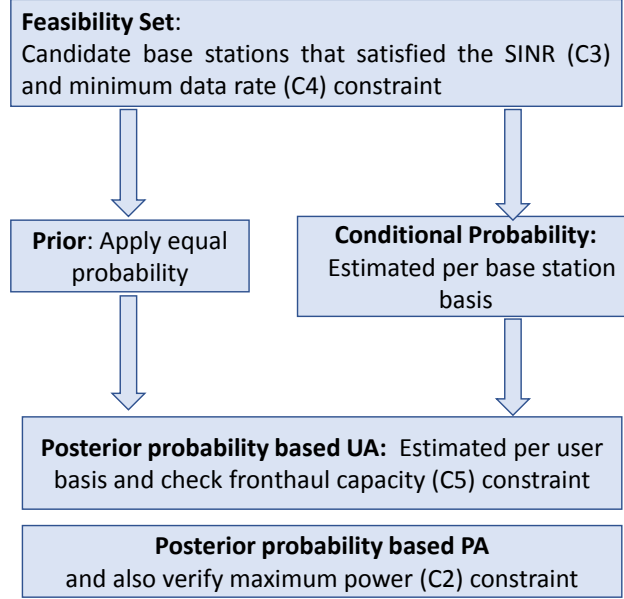 Feasibility Set:
Candidate base stations that satisfied the SINR (C3)
and minimum data rate (C4) constraint
Prior: Apply equal
probability
Conditional Probability:
Estimated per base station
basis
Posterior probability based UA: Estimated per user
basis and check fronthaul capacity (C5) constraint
Posterior probability based PA
and also verify maximum power (C2) constraint